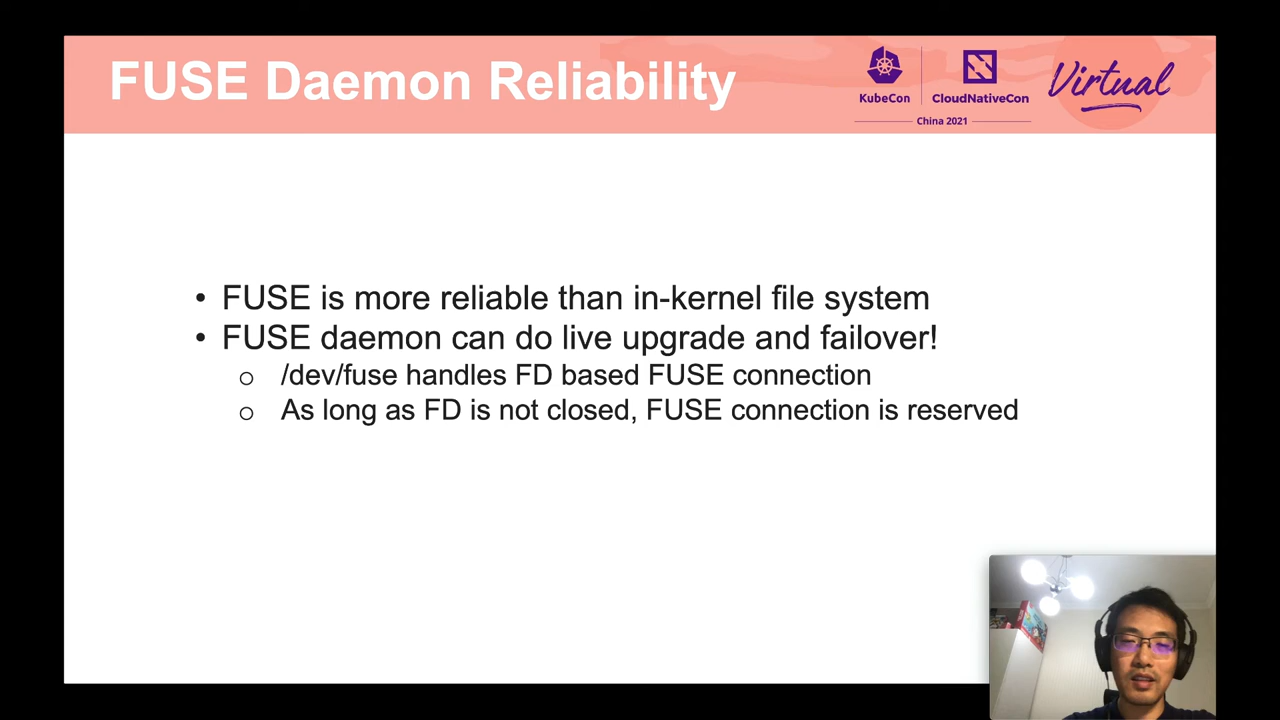 FUSE Daemon Reliability
KubeCon
CloudNativeCon
Virtual
China 2021
• FUSE is more reliable than in-kernel file system
• FUSE daemon can do live upgrade and failover!
○ /dev/fuse handles FD based FUSE connection
○ As long as FD is not closed, FUSE connection is reserved